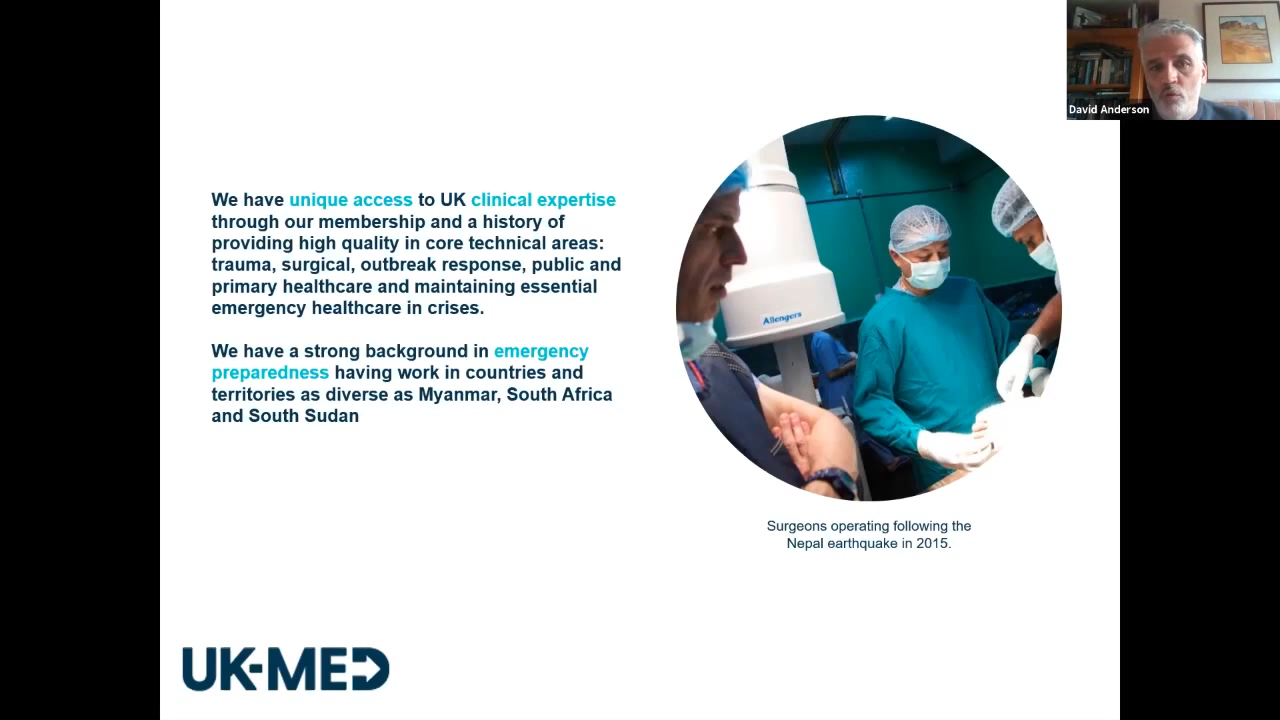 David Anderson
We have unique access to UK clinical expertise
through our membership and a history of
providing high quality in core technical areas:
trauma, surgical, outbreak response, public and
primary healthcare and maintaining essential
emergency healthcare in crises.
We have a strong background in emergency
preparedness having work in countries and
territories as diverse as Myanmar, South Africa
and South Sudan
Allengers
Surgeons operating following the
Nepal earthquake in 2015.
UK-MED